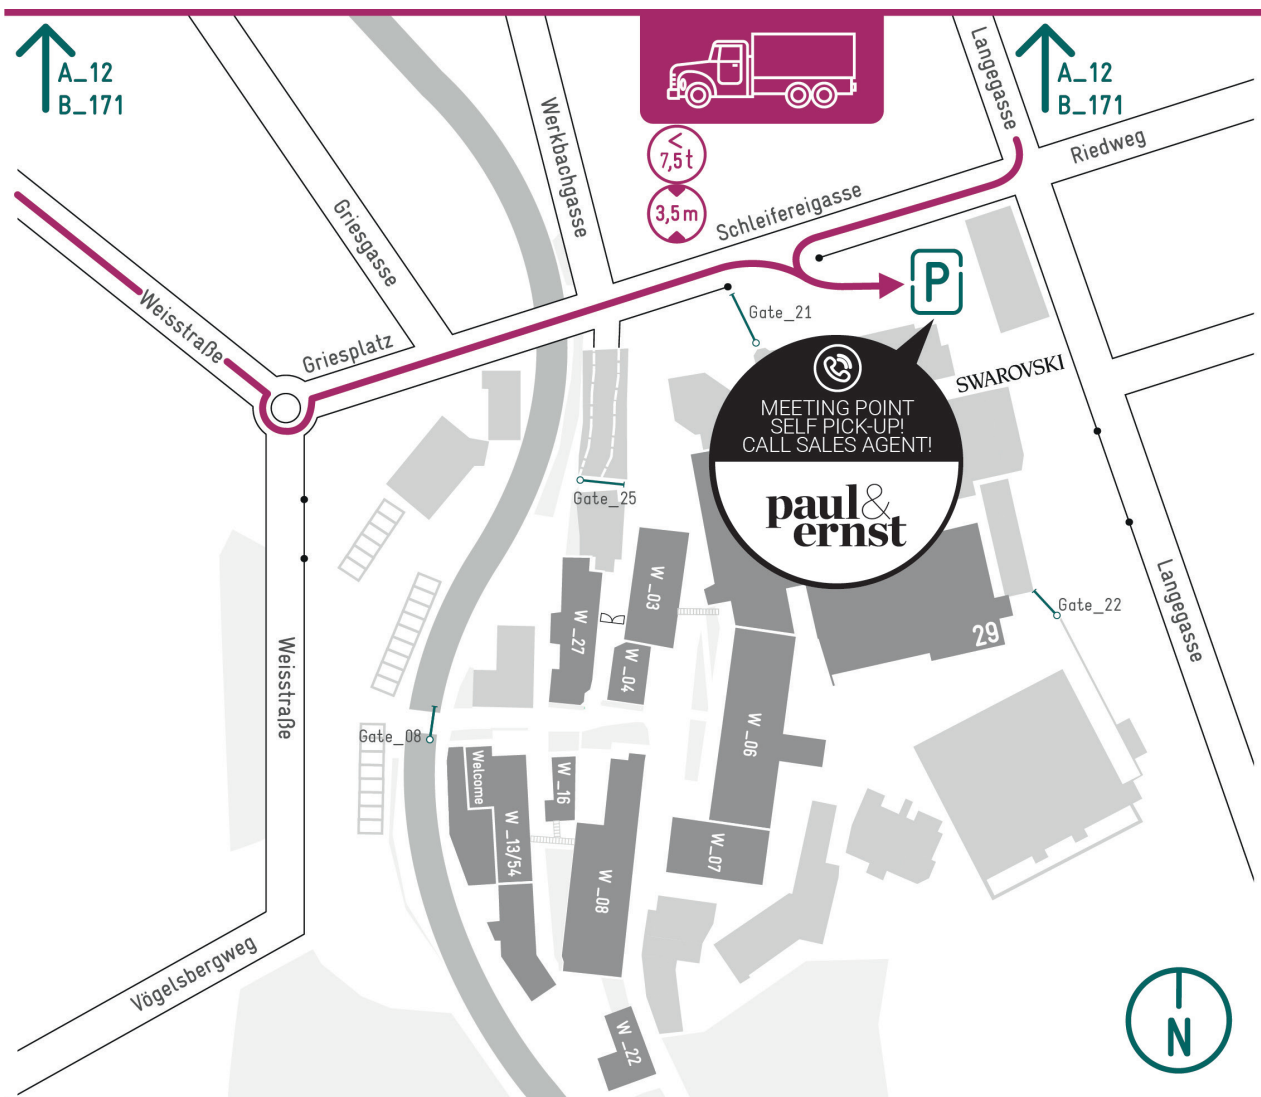 A_12
B_171
A_12
B_171
Langegasse
Riedweg
Werkbachgasse
<
7,5t
3,5m
Schleifereigasse
Griesgasse
Weisstraße
Griesplatz
P
Gate_21
SWAROVSKI
MEETING POINT
SELF PICK-UP!
CALL SALES AGENT!
paul&
ernst
Gate_25
W_03
W_27
W_04
29
Gate_22
Langegasse
Weisstraße
Gate_08
Welcome
W_16
W_13/54
W_06
W_07
W_08
W_22
Vögelsbergweg
N